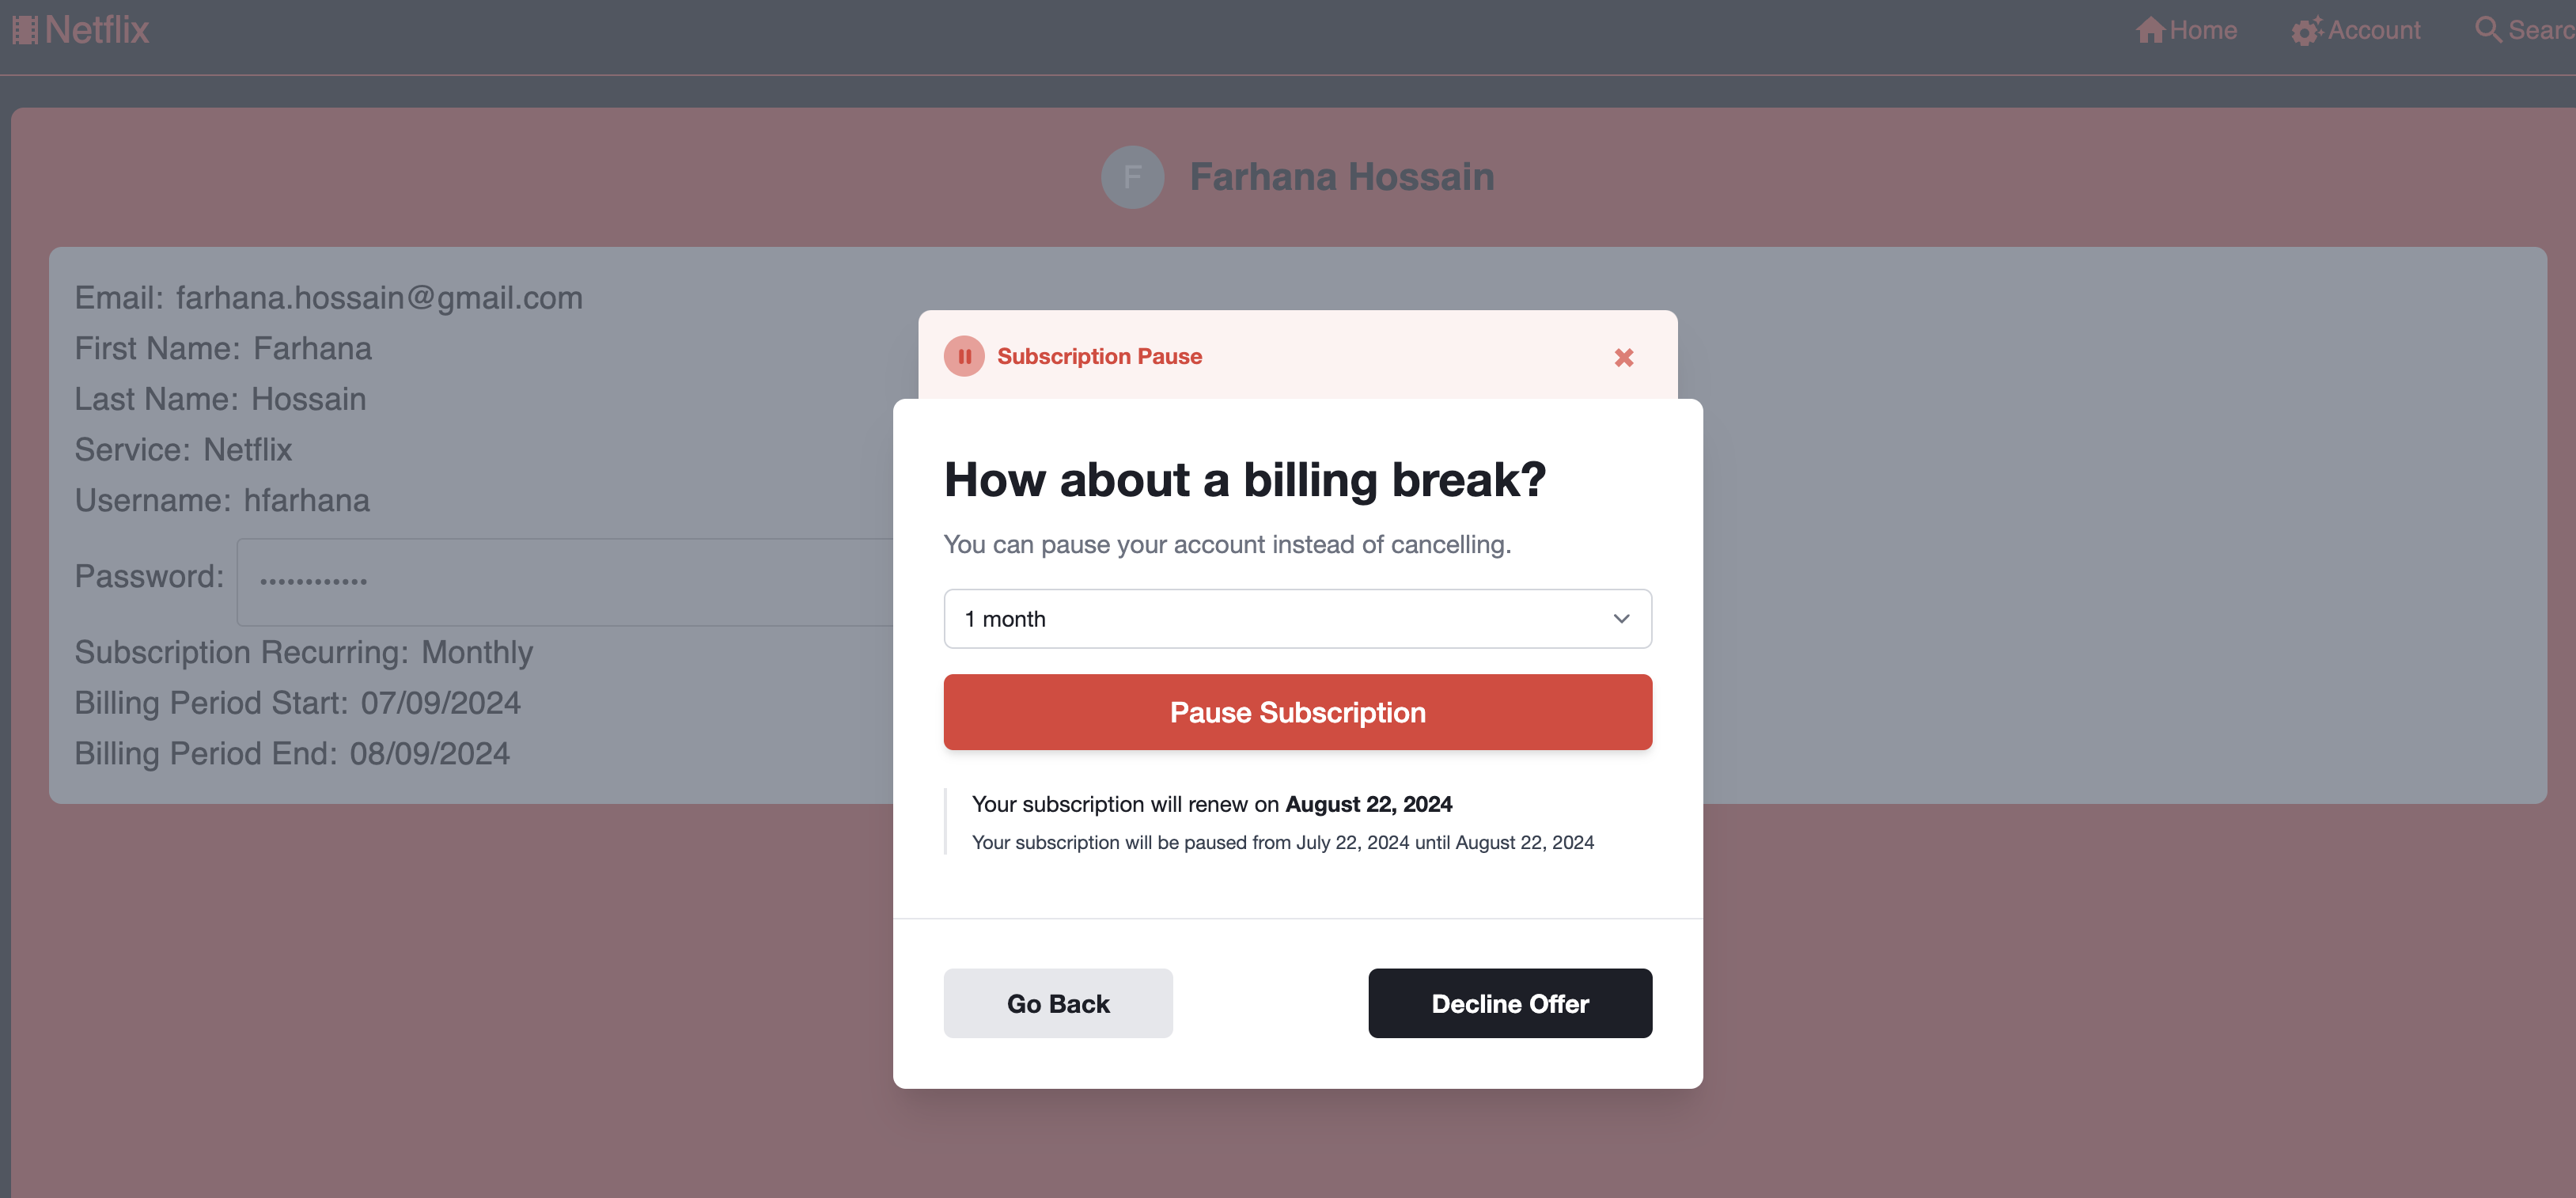 Netflix
Home Account Searc
F Farhana Hossain
Email: farhana.hossain@gmail.com
First Name: Farhana
Last Name: Hossain
Service: Netflix
Username: hfarhana
Password: ••••••••••••
Subscription Recurring: Monthly
Billing Period Start: 07/09/2024
Billing Period End: 08/09/2024
Subscription Pause
How about a billing break?
You can pause your account instead of cancelling.
1 month
Pause Subscription
Your subscription will renew on August 22, 2024
Your subscription will be paused from July 22, 2024 until August 22, 2024
Go Back
Decline Offer